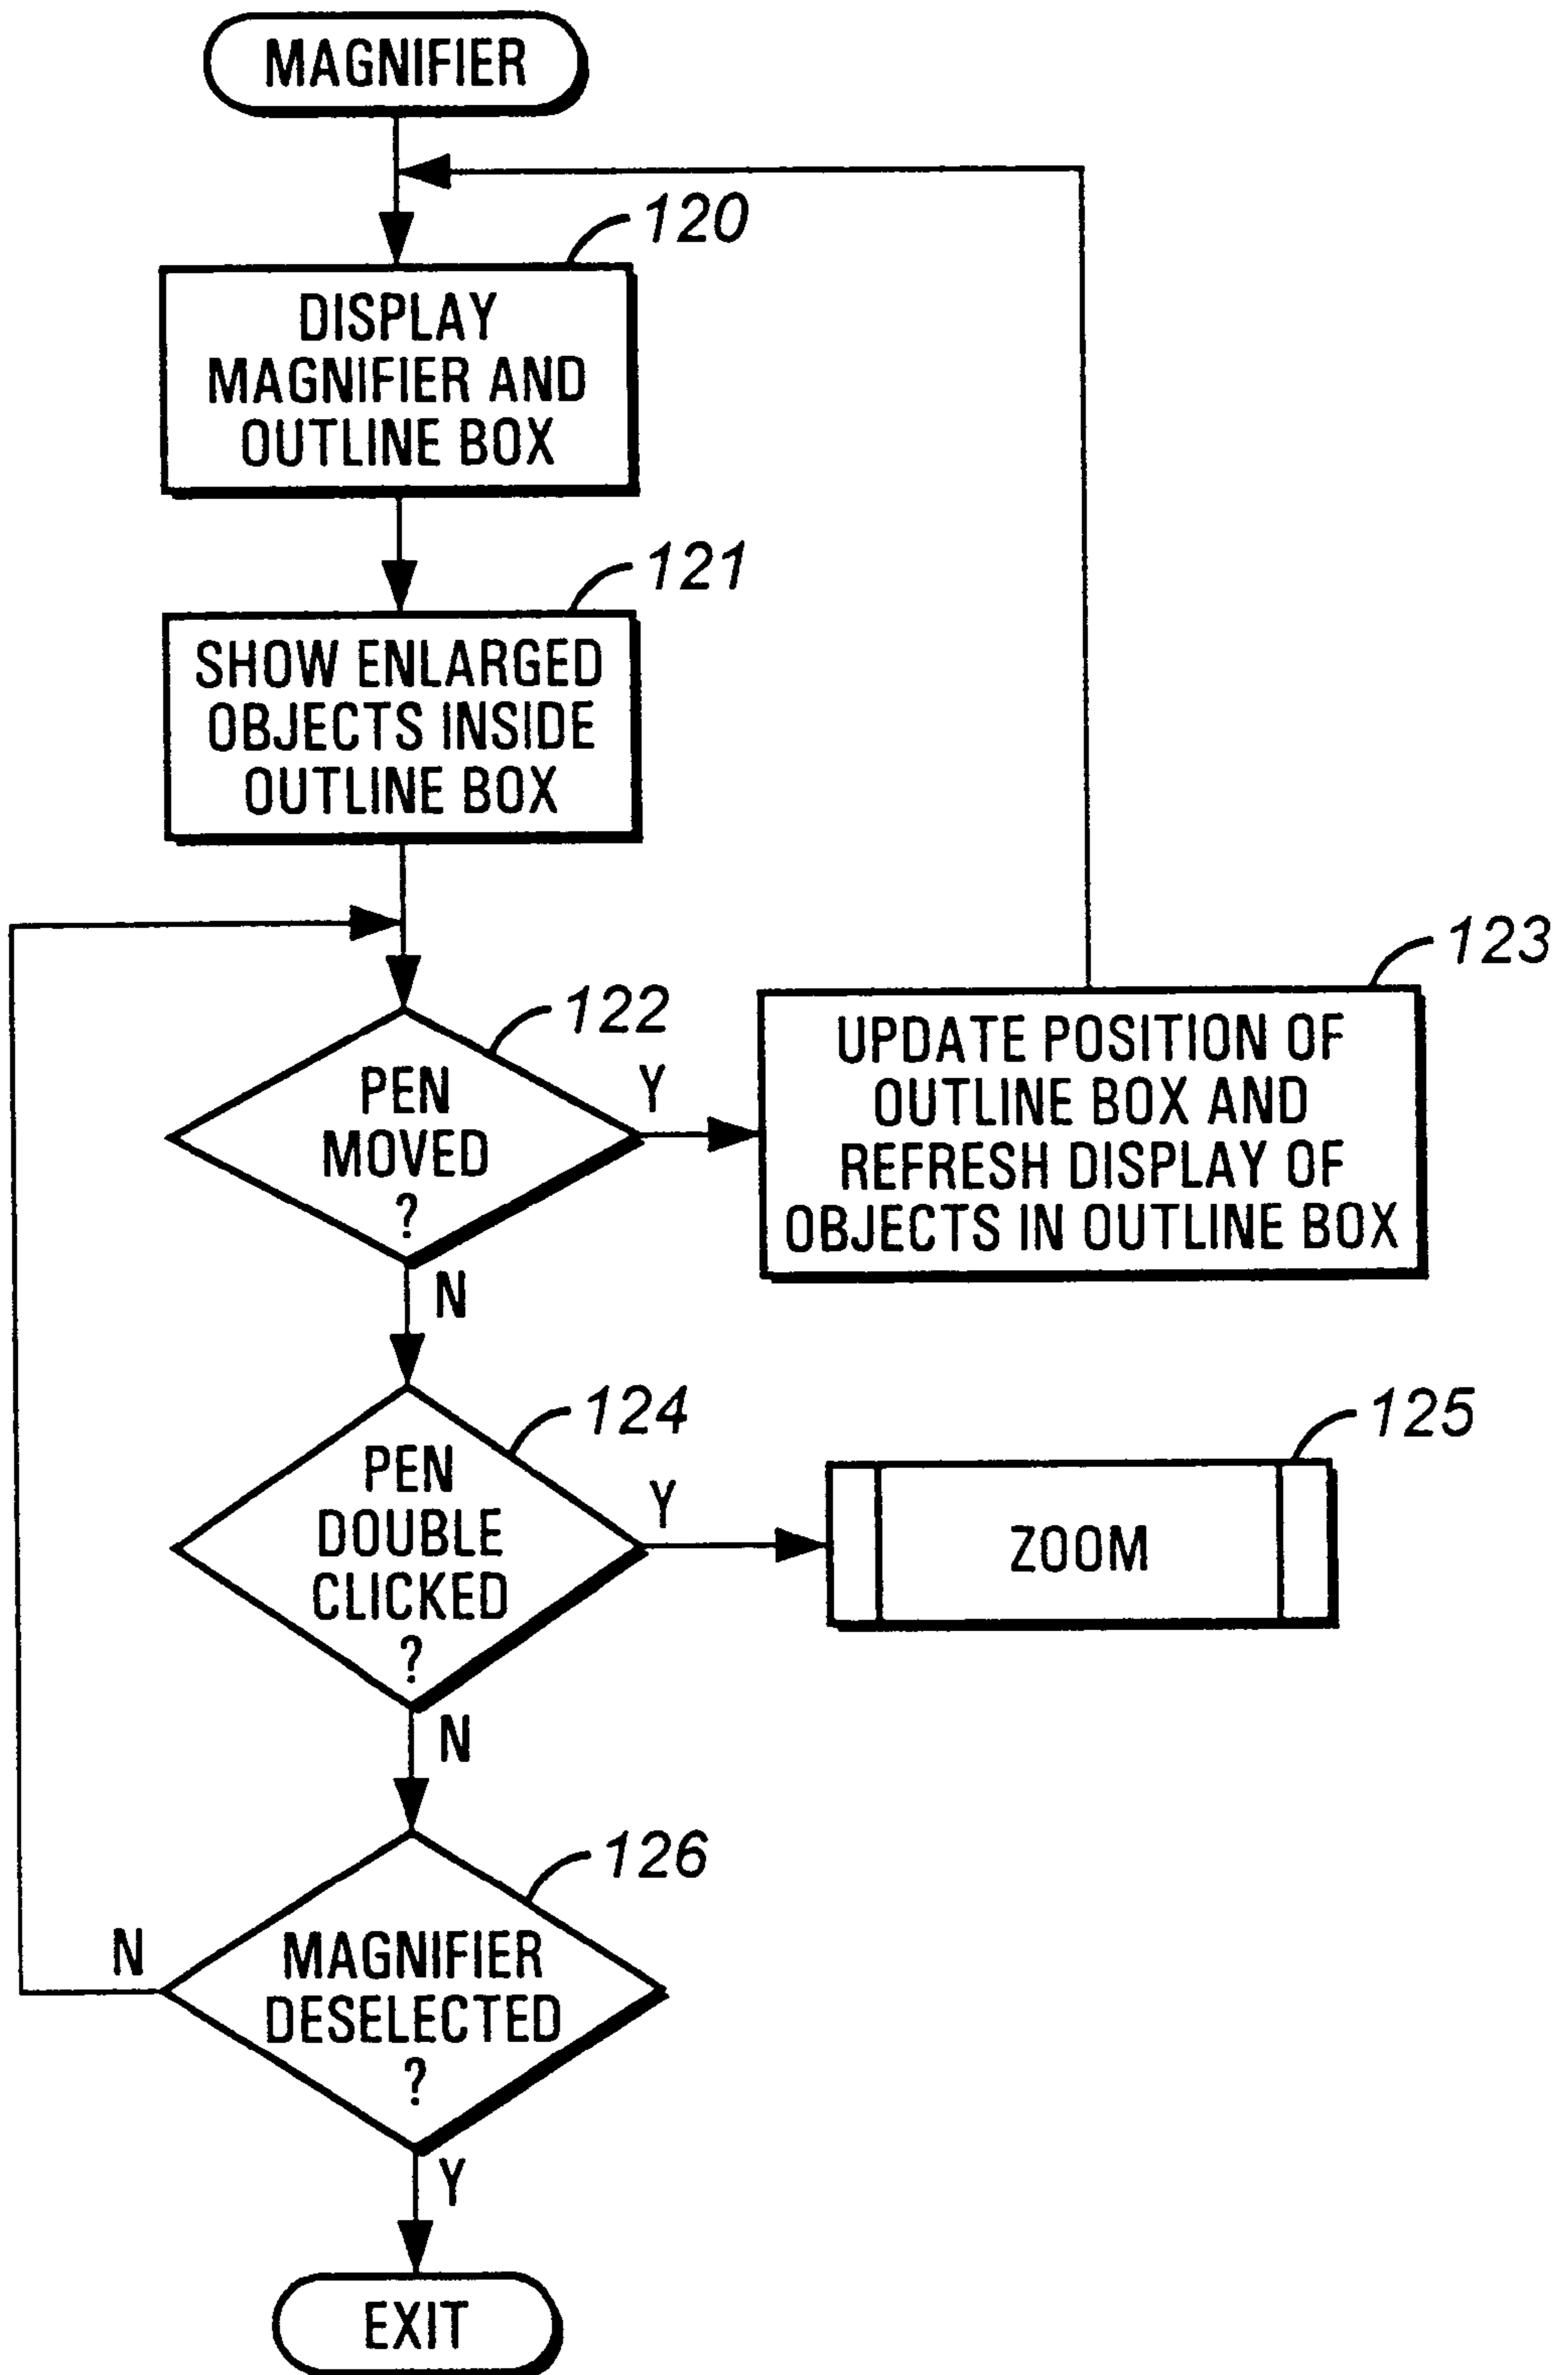 MAGNIFIER
120
DISPLAY
MAGNIFIER AND
OUTLINE BOX
121
SHOW ENLARGED
OBJECTS INSIDE
OUTLINE BOX
122
PEN
MOVED
?
Y
N
123
UPDATE POSITION OF
OUTLINE BOX AND
REFRESH DISPLAY OF
OBJECTS IN OUTLINE BOX
124
PEN
DOUBLE
CLICKED
?
Y
N
125
ZOOM
126
MAGNIFIER
DESELECTED
?
N
Y
EXIT